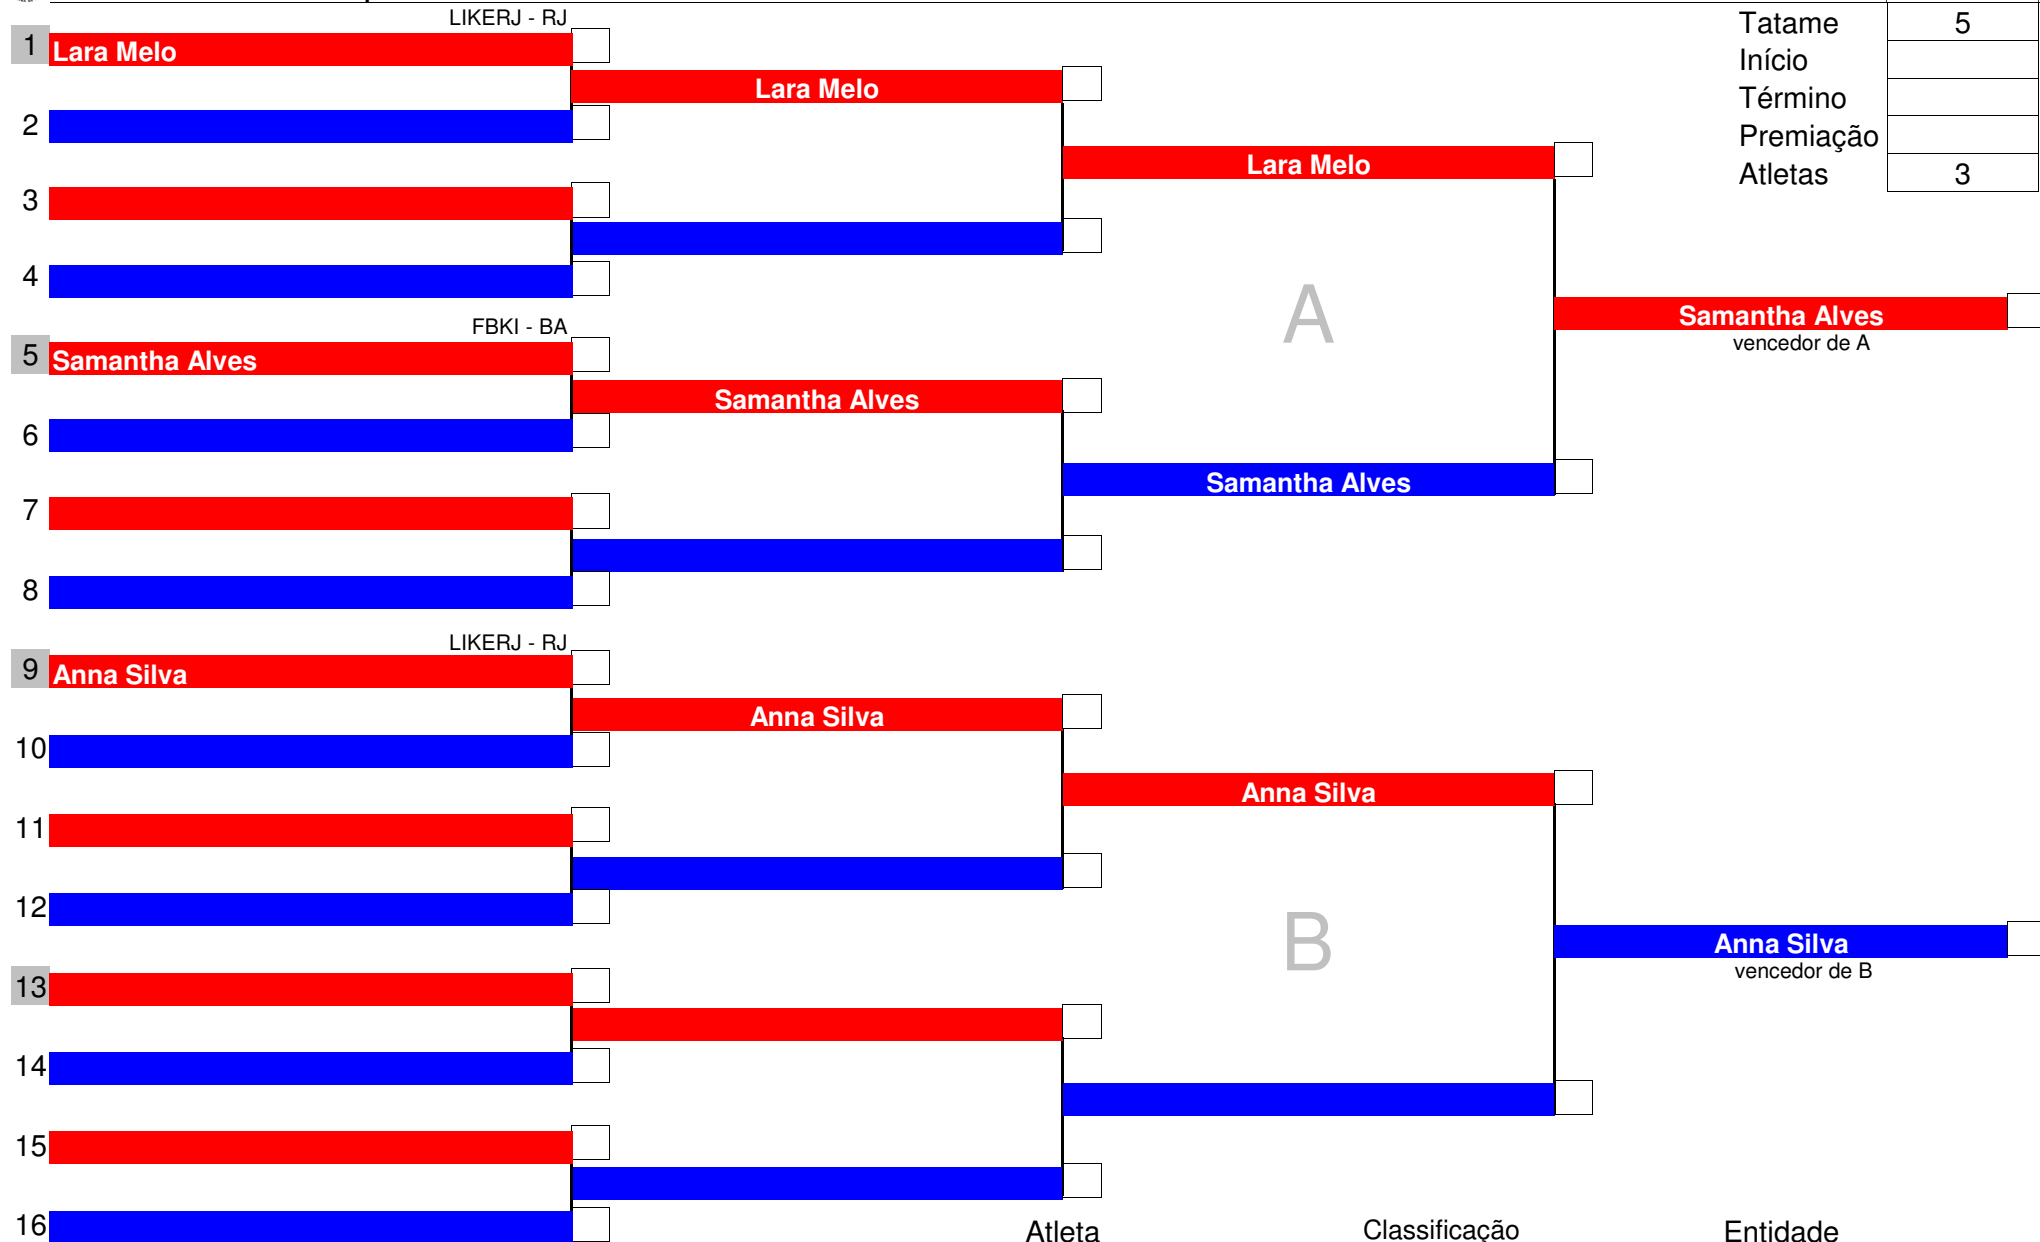 LIKERJ - RJ
Tatame 5
1 Lara Melo
Início
Lara Melo
Término
2
Premiação
Lara Melo
Atletas 3
3
4
A
FBKI - BA
Samantha Alves
vencedor de A
5 Samantha Alves
Samantha Alves
6
Samantha Alves
7
8
LIKERJ - RJ
9 Anna Silva
Anna Silva
10
Anna Silva
11
12
B
Anna Silva
vencedor de B
13
14
15
16
Atleta Classificação Entidade